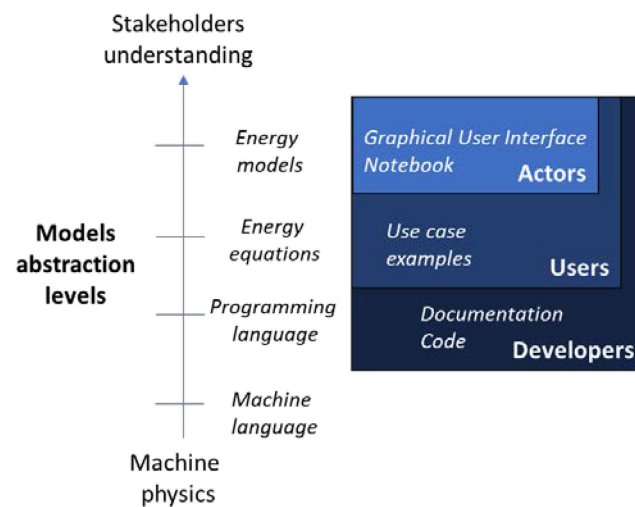 Stakeholders
understanding
Energy
models
Graphical User Interface
Notebook
Actors
Models
abstraction
levels
Energy
equations
Use case
examples
Users
Programming
language
Documentation
Code
Developers
Machine
language
Machine
physics